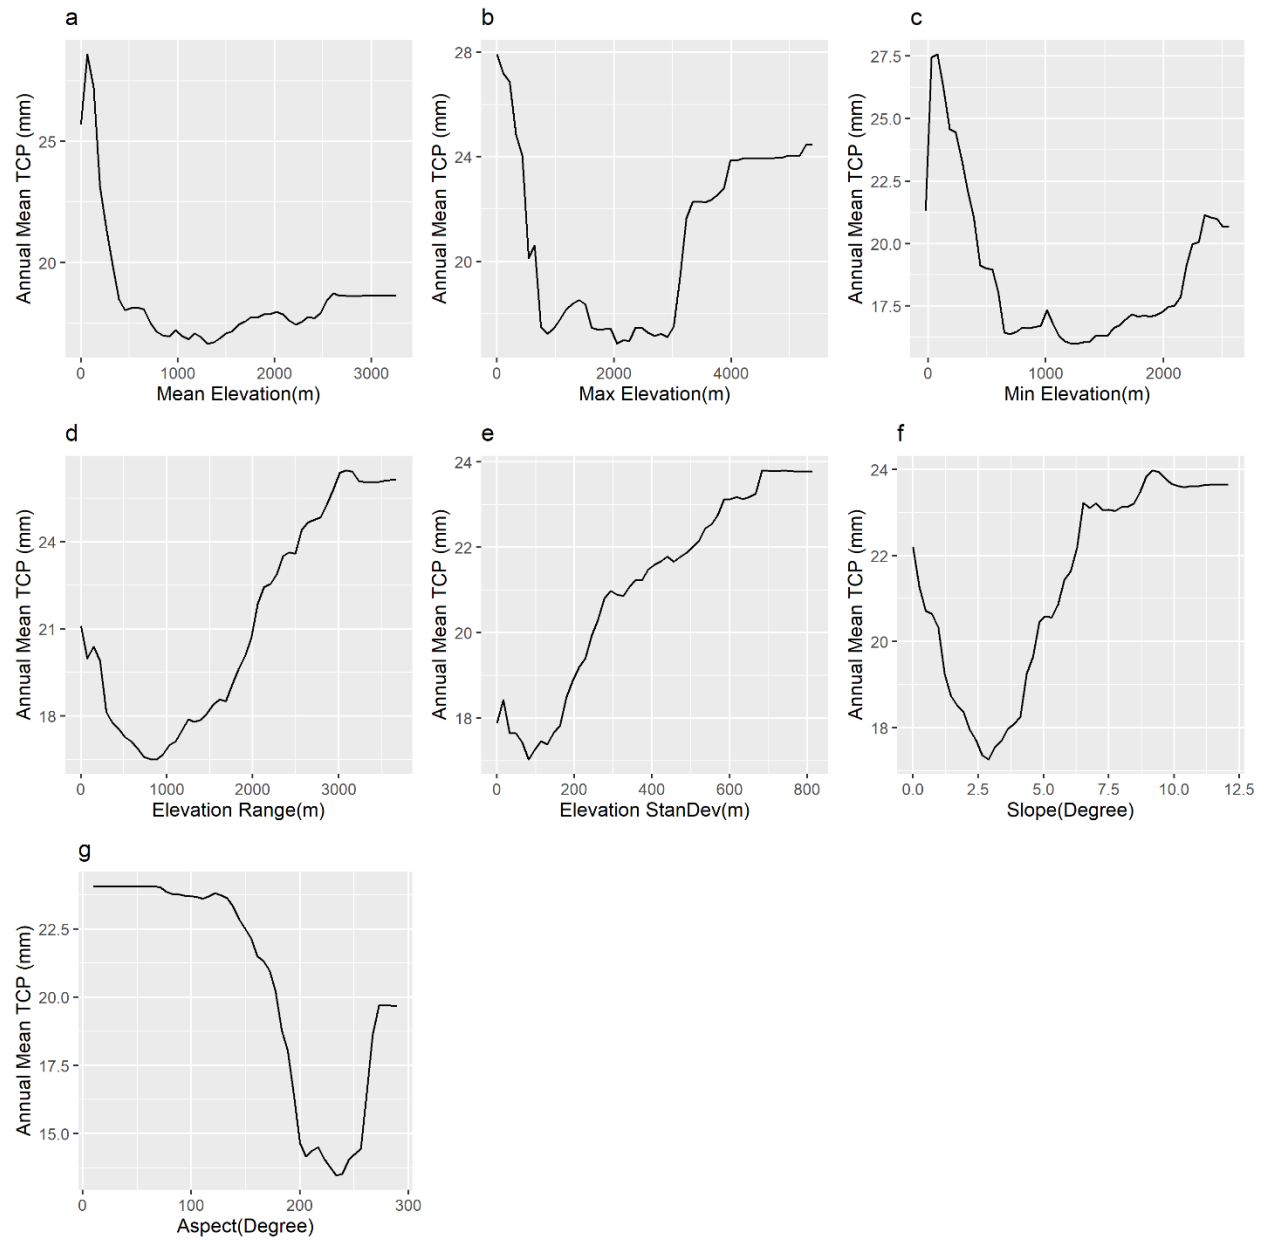 a
Annual Mean TCP (mm)
25
20
0 1000 2000 3000
Mean Elevation(m)
b
Annual Mean TCP (mm)
28
24
20
0 2000 4000
Max Elevation(m)
c
Annual Mean TCP (mm)
27.5
25.0
22.5
20.0
17.5
0 1000 2000
Min Elevation(m)
d
Annual Mean TCP (mm)
24
21
18
0 1000 2000 3000
Elevation Range(m)
e
Annual Mean TCP (mm)
24
22
20
18
0 200 400 600 800
Elevation StanDev(m)
f
Annual Mean TCP (mm)
24
22
20
18
0.0 2.5 5.0 7.5 10.0 12.5
Slope(Degree)
g
Annual Mean TCP (mm)
22.5
20.0
17.5
15.0
0 100 200 300
Aspect(Degree)